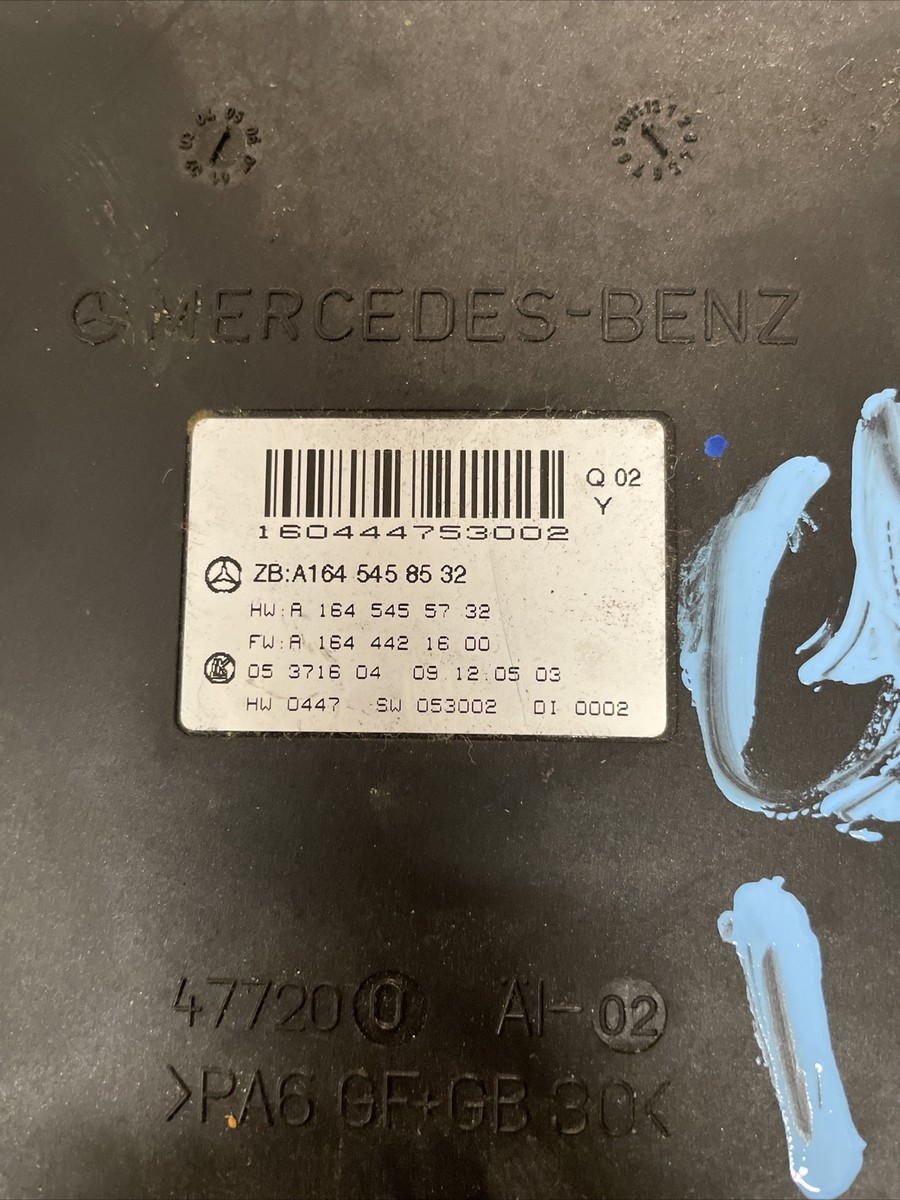 MERCEDES-BENZ
Q 02
Y
160444753002
ZB:A164 545 85 32
HW:A 164 545 57 32
FW:A 164 442 16 00
05 3716 04 09.12.05 03
HW 0447 SW 053002 DI 0002
47720 0 ÄI-02
>PA6 GF+GB 30<